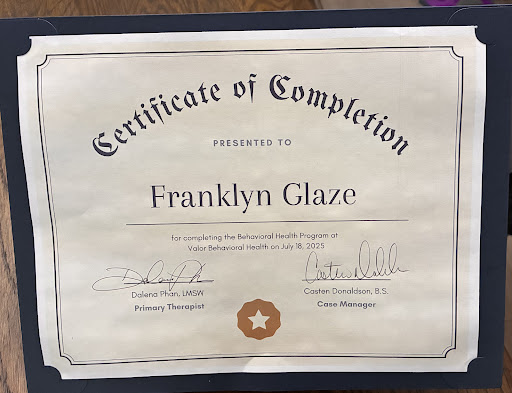 Certificate of Completion
PRESENTED TO
Franklyn Glaze
for completing the Behavioral Health Program at
Valor Behavioral Health on July 18, 2025
Dalena Phan, LMSW
Primary Therapist
Casten Donaldson, B.S.
Case Manager